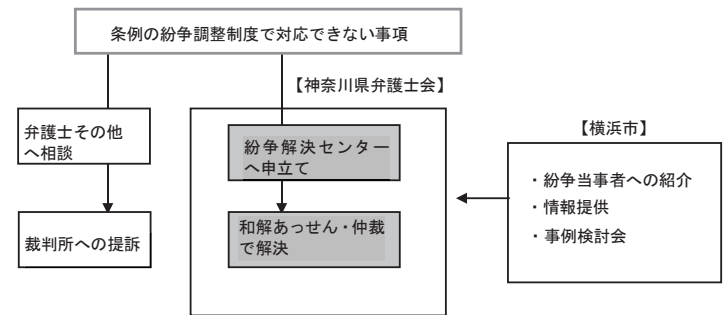 条例の紛争調整制度で対応できない事項
【神奈川県弁護士会】
弁護士その他
へ相談
裁判所への提訴
紛争解決センター
へ申立て
和解あっせん・仲裁
で解決
【横浜市】
・紛争当事者への紹介
・情報提供
・事例検討会